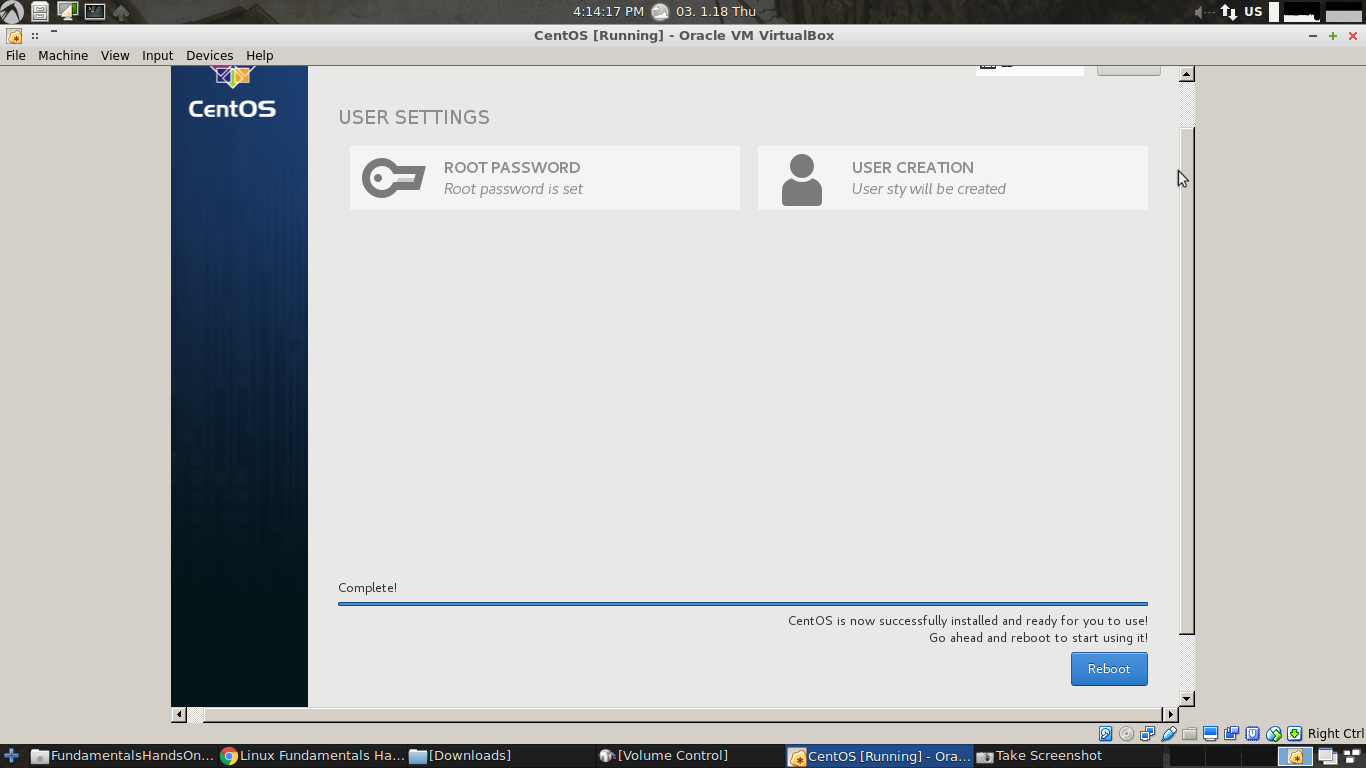 4:14:17 PM 03. 1.18 Thu US
CentOS [Running] - Oracle VM VirtualBox
File Machine View Input Devices Help
CentOS
USER SETTINGS
ROOT PASSWORD
Root password is set
USER CREATION
User sty will be created
Complete!
CentOS is now successfully installed and ready for you to use!
Go ahead and reboot to start using it!
Reboot
Right Ctrl
FundamentalsHandsOn... Linux Fundamentals Ha... [Downloads] [Volume Control] CentOS [Running] - Ora... Take Screenshot